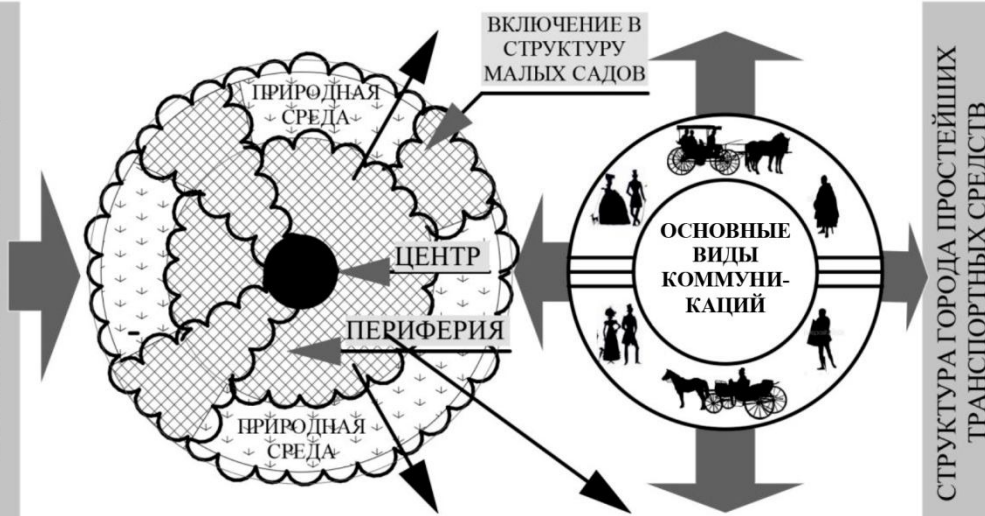 ВКЛЮЧЕНИЕ В
СТРУКТУРУ
МАЛЫХ САДОВ
ПРИРОДНАЯ
СРЕДА
ЦЕНТР
ПЕРИФЕРИЯ
ПРИРОДНАЯ
СРЕДА
ОСНОВНЫЕ
ВИДЫ
КОММУНИ-
КАЦИЙ
СТРУКТУРА ГОРОДА ПРОСТЕЙШИХ
ТРАНСПОРТНЫХ СРЕДСТВ